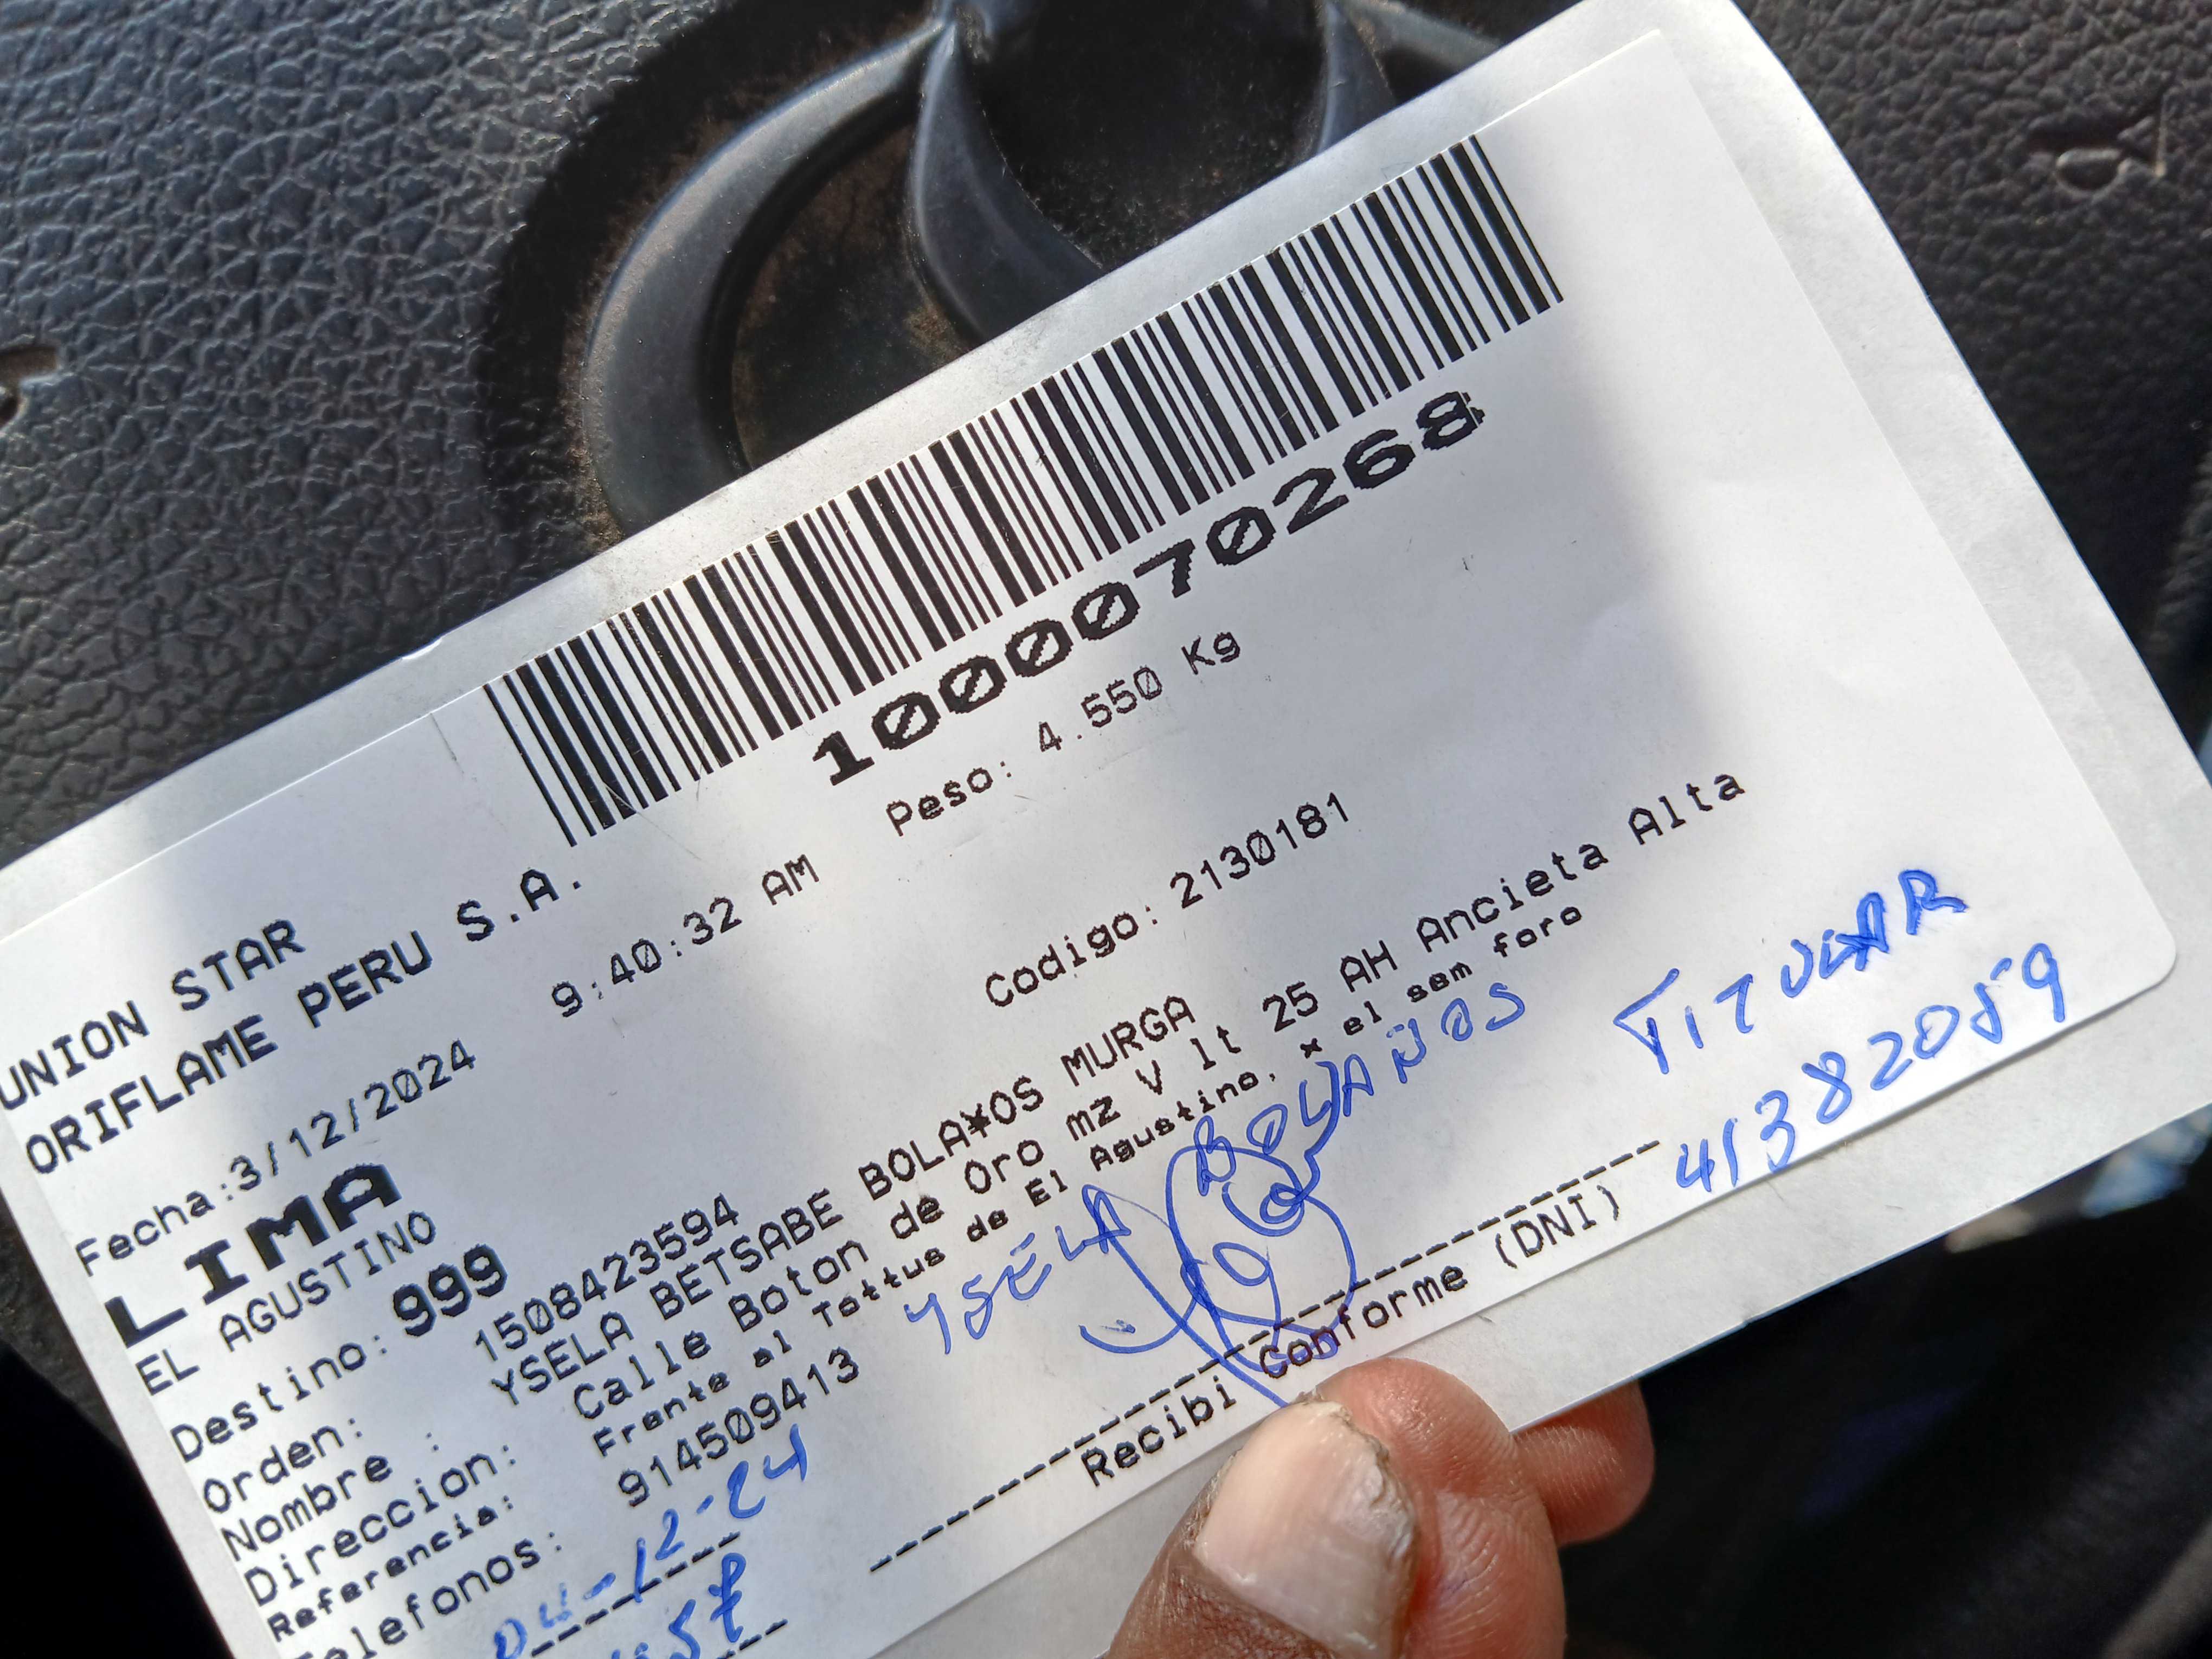 1000070268
Peso: 4.550 Kg
UNION STAR
ORIFLAME PERU S.A.
Fecha:3/12/2024 9:40:32 AM
LIMA
EL AGUSTINO
Destino: 999
Orden: 1508423594 Codigo: 2130181
Nombre : YSELA BETSABE BOLA¥OS MURGA
Direccion: Calle Boton de Oro mz V lt 25 AH Ancieta Alta
Referencia: Frente al Tottus de El Agustino, x el sem foro
Telefonos: 914509413
YSELA BOLAÑOS TITULAR
04-12-24
41382059
Recibi Conforme (DNI)